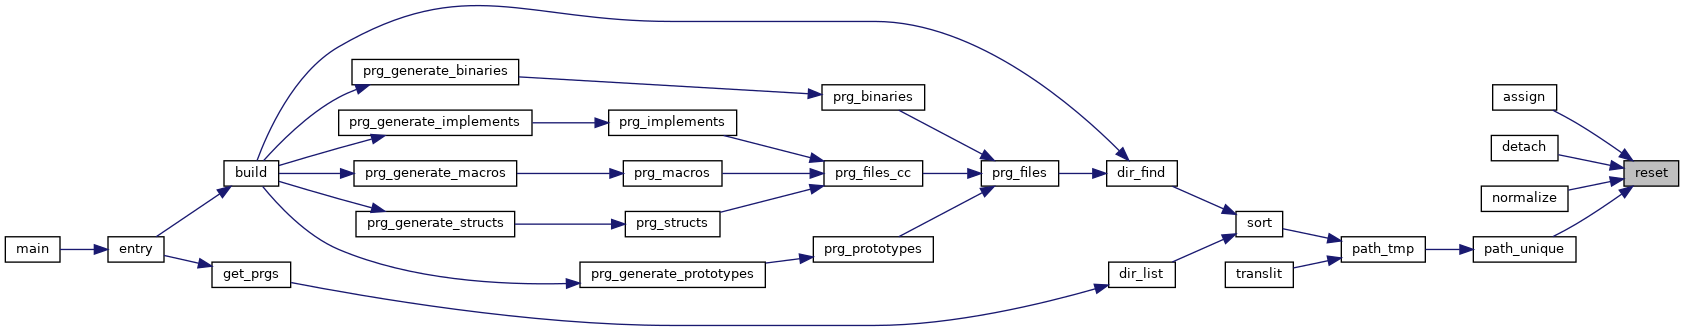 main
entry
build
get_prgs
prg_generate_binaries
prg_generate_implements
prg_generate_macros
prg_generate_structs
prg_generate_prototypes
prg_implements
prg_macros
prg_structs
prg_binaries
prg_files_cc
prg_prototypes
prg_files
dir_find
dir_list
sort
translit
path_tmp
assign
detach
normalize
path_unique
reset